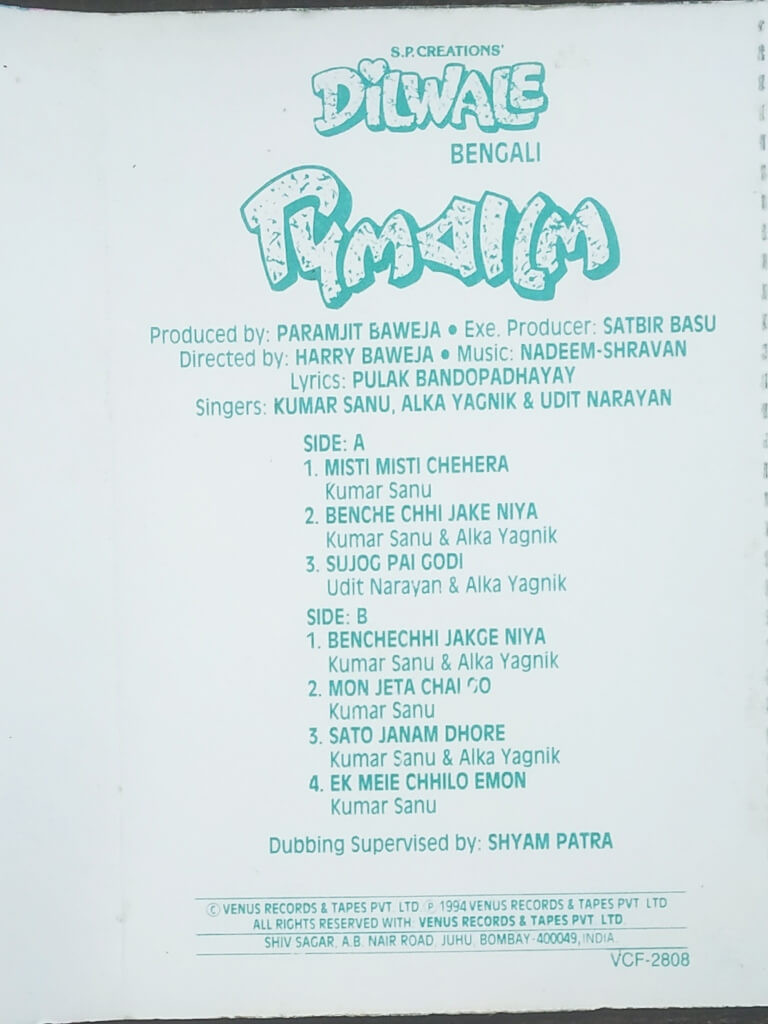 S.P. CREATIONS'
DiLWALE
BENGALI
Produced by: PARAMJIT BAWEJA • Exe. Producer: SATBIR BASU
Directed by: HARRY BAWEJA • Music: NADEEM-SHRAVAN
Lyrics: PULAK BANDOPADHAYAY
Singers: KUMAR SANU, ALKA YAGNIK & UDIT NARAYAN
SIDE: A
1. MISTI MISTI CHEHERA
Kumar Sanu
2. BENCHE CHHI JAKE NIYA
Kumar Sanu & Alka Yagnik
3. SUJOG PAI GODI
Udit Narayan & Alka Yagnik
SIDE: B
1. BENCHECHHI JAKGE NIYA
Kumar Sanu & Alka Yagnik
2. MON JETA CHAI GO
Kumar Sanu
3. SATO JANAM DHORE
Kumar Sanu & Alka Yagnik
4. EK MEIE CHHILO EMON
Kumar Sanu
Dubbing Supervised by: SHYAM PATRA
© VENUS RECORDS & TAPES PVT. LTD ℗ 1994 VENUS RECORDS & TAPES PVT. LTD
ALL RIGHTS RESERVED WITH: VENUS RECORDS & TAPES PVT. LTD.
SHIV SAGAR, A.B. NAIR ROAD, JUHU, BOMBAY-400049, INDIA.
VCF-2808